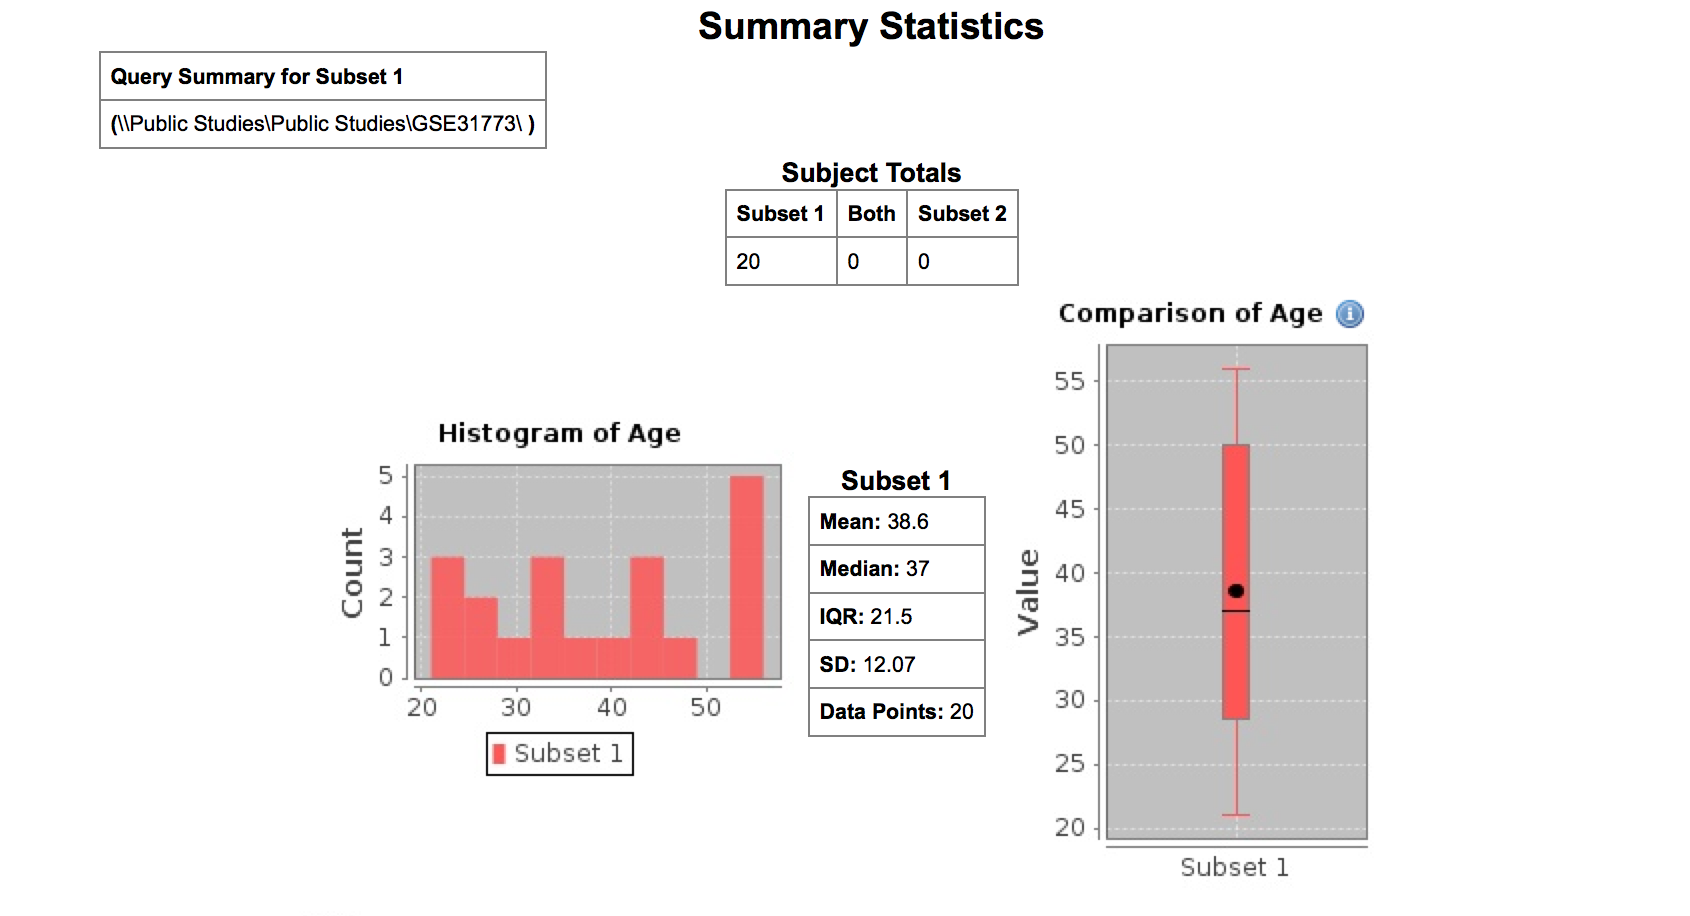 Summary Statistics
Query Summary for Subset 1
(\\Public Studies\Public Studies\GSE31773\ )
Subject Totals
Subset 1 Both Subset 2
20 0 0
Histogram of Age
Count
5
4
3
2
1
0
20 30 40 50
Subset 1
Subset 1
Mean: 38.6
Median: 37
IQR: 21.5
SD: 12.07
Data Points: 20
Comparison of Age i
Value
55
50
45
40
35
30
25
20
Subset 1